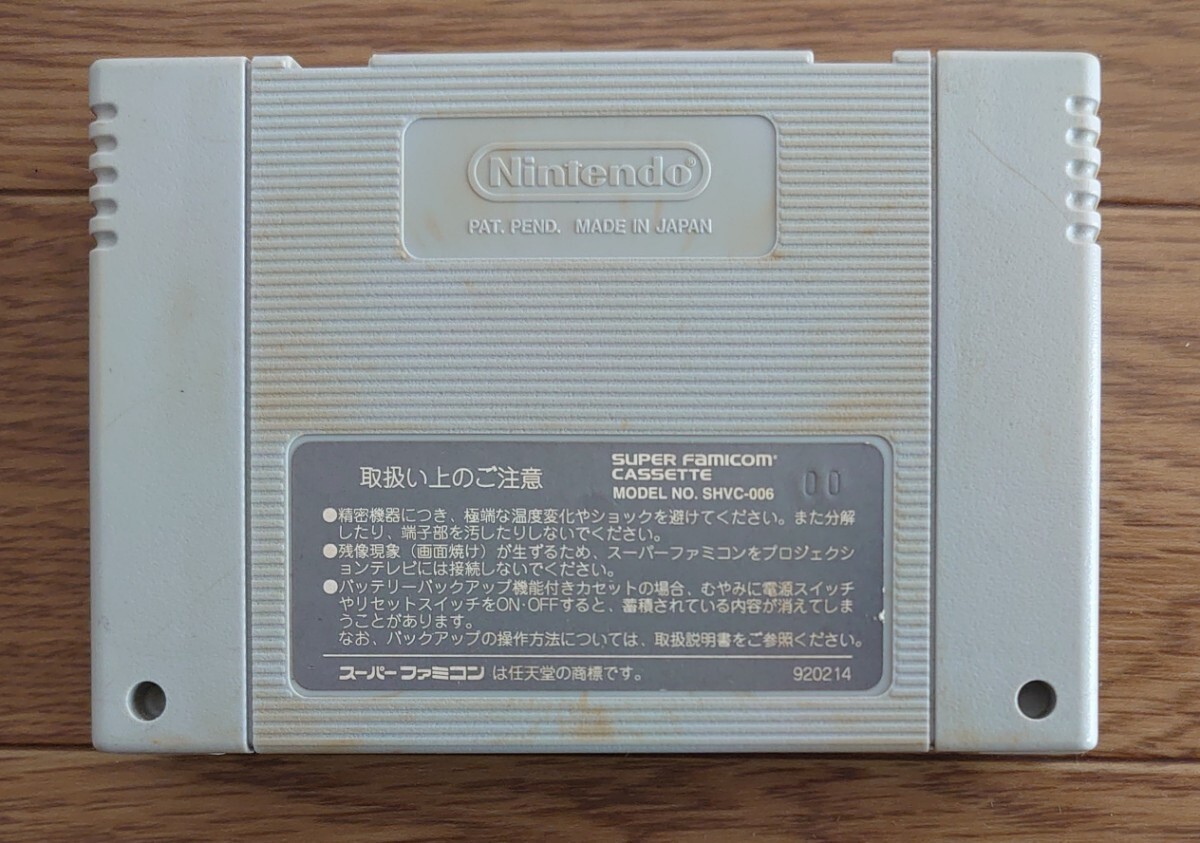 Nintendo®
PAT. PEND. MADE IN JAPAN
取扱い上のご注意
SUPER FAMICOM®
CASSETTE
MODEL NO. SHVC-006
00
●精密機器につき、極端な温度変化やショックを避けてください。また分解
したり、端子部を汚したりしないでください。
●残像現象（画面焼け）が生ずるため、スーパーファミコンをプロジェクシ
ョンテレビには接続しないでください。
●バッテリーバックアップ機能付きカセットの場合、むやみに電源スイッチ
やリセットスイッチをON·OFFすると、蓄積されている内容が消えてしま
うことがあります。
なお、バックアップの操作方法については、取扱説明書をご参照ください。
スーパーファミコン は任天堂の商標です。
920214